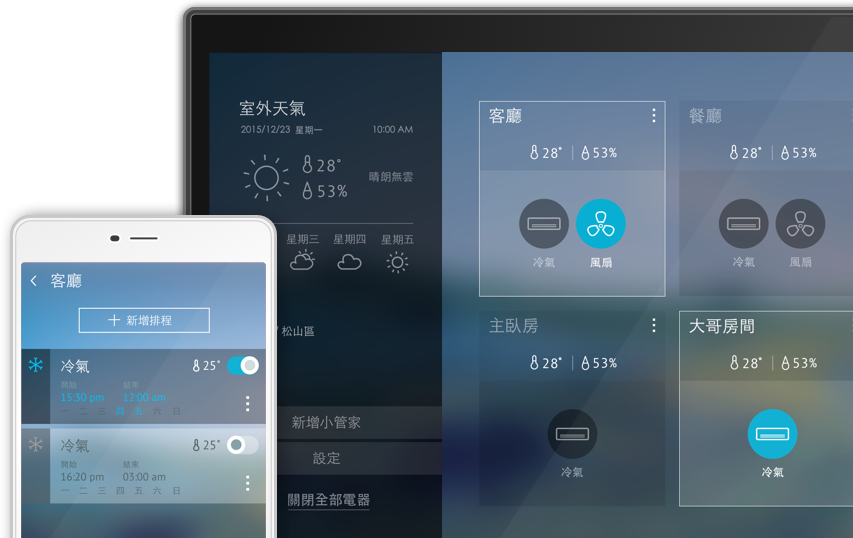 室外天氣
2015/12/23 星期一 10:00 AM
28°
53%
晴朗無雲
星期三 星期四 星期五
/ 松山區
新增小管家
設定
關閉全部電器
客廳
28° 53%
冷氣 風扇
餐廳
28° 53%
冷氣 風扇
主臥房
28° 53%
冷氣
大哥房間
28° 53%
冷氣
客廳
新增排程
冷氣 25°
開始 結束
15:30 pm 12:00 am
一 二 三 四 五 六 日
冷氣 25°
開始 結束
16:20 pm 03:00 am
一 二 三 四 五 六 日